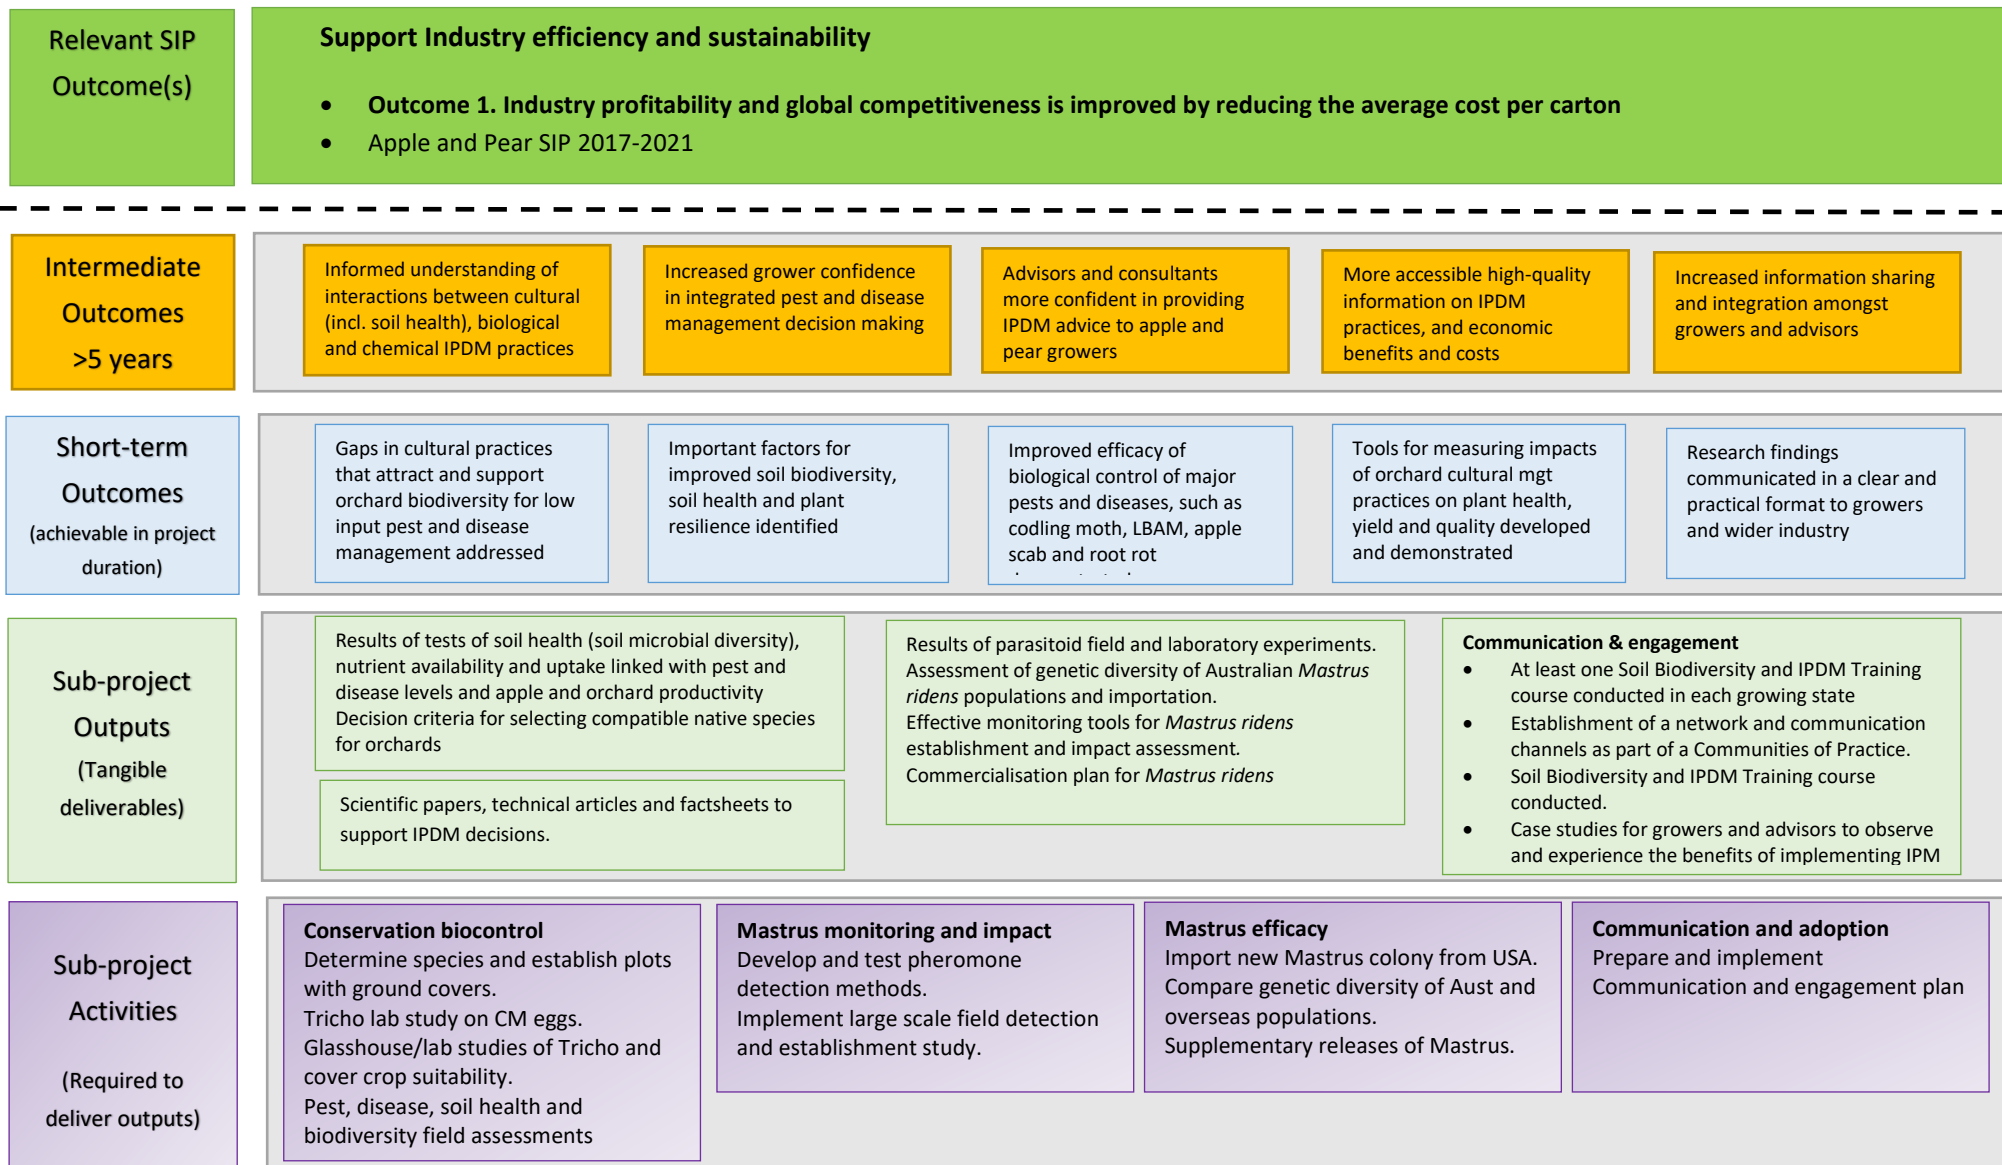 Relevant SIP
Outcome(s)
Support Industry efficiency and sustainability
• Outcome 1. Industry profitability and global competitiveness is improved by reducing the average cost per carton
• Apple and Pear SIP 2017-2021
Intermediate
Outcomes
>5 years
Informed understanding of
interactions between cultural
(incl. soil health), biological
and chemical IPDM practices
Increased grower confidence
in integrated pest and disease
management decision making
Advisors and consultants
more confident in providing
IPDM advice to apple and
pear growers
More accessible high-quality
information on IPDM
practices, and economic
benefits and costs
Increased information sharing
and integration amongst
growers and advisors
Short-term
Outcomes
(achievable in project
duration)
Gaps in cultural practices
that attract and support
orchard biodiversity for low
input pest and disease
management addressed
Important factors for
improved soil biodiversity,
soil health and plant
resilience identified
Improved efficacy of
biological control of major
pests and diseases, such as
codling moth, LBAM, apple
scab and root rot
Tools for measuring impacts
of orchard cultural mgt
practices on plant health,
yield and quality developed
and demonstrated
Research findings
communicated in a clear and
practical format to growers
and wider industry
Sub-project
Outputs
(Tangible
deliverables)
Results of tests of soil health (soil microbial diversity),
nutrient availability and uptake linked with pest and
disease levels and apple and orchard productivity
Decision criteria for selecting compatible native species
for orchards
Scientific papers, technical articles and factsheets to
support IPDM decisions.
Results of parasitoid field and laboratory experiments.
Assessment of genetic diversity of Australian Mastrus
ridens populations and importation.
Effective monitoring tools for Mastrus ridens
establishment and impact assessment.
Commercialisation plan for Mastrus ridens
Communication & engagement
• At least one Soil Biodiversity and IPDM Training
course conducted in each growing state
• Establishment of a network and communication
channels as part of a Communities of Practice.
• Soil Biodiversity and IPDM Training course
conducted.
• Case studies for growers and advisors to observe
and experience the benefits of implementing IPM
Sub-project
Activities
(Required to
deliver outputs)
Conservation biocontrol
Determine species and establish plots
with ground covers.
Tricho lab study on CM eggs.
Glasshouse/lab studies of Tricho and
cover crop suitability.
Pest, disease, soil health and
biodiversity field assessments
Mastrus monitoring and impact
Develop and test pheromone
detection methods.
Implement large scale field detection
and establishment study.
Mastrus efficacy
Import new Mastrus colony from USA.
Compare genetic diversity of Aust and
overseas populations.
Supplementary releases of Mastrus.
Communication and adoption
Prepare and implement
Communication and engagement plan